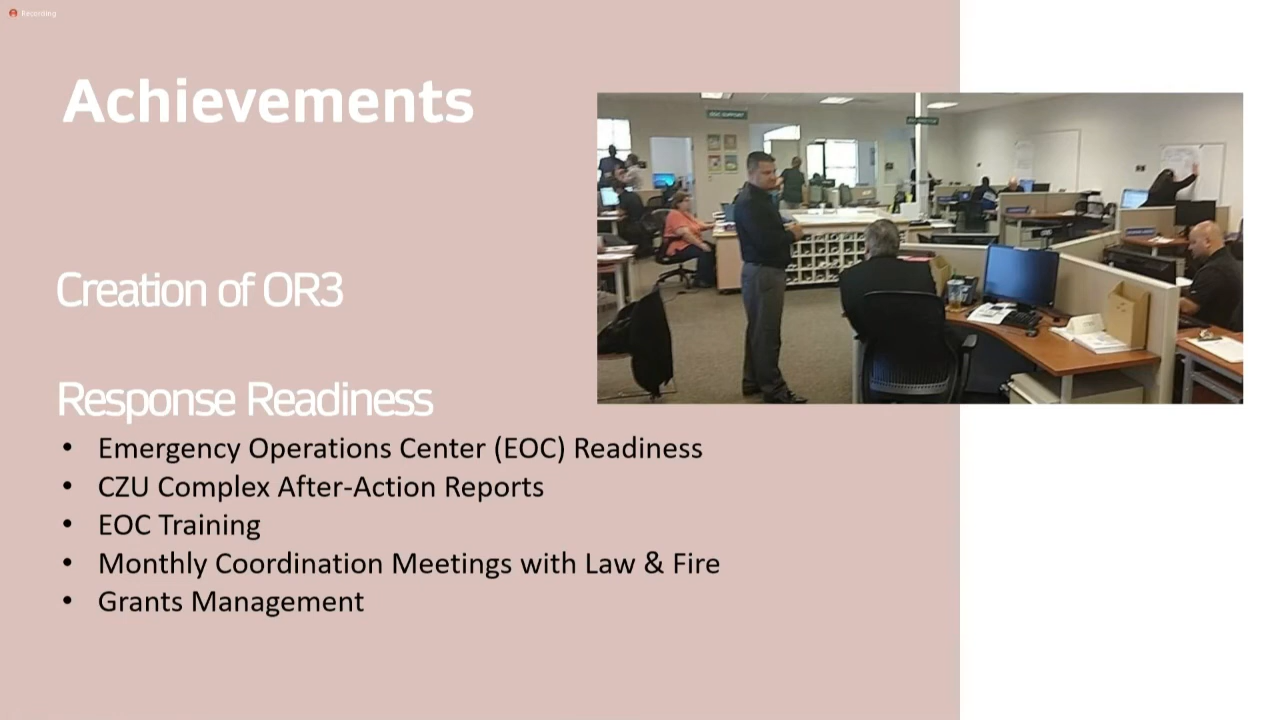 Recording
Achievements
Creation of OR3
Response Readiness
• Emergency Operations Center (EOC) Readiness
• CZU Complex After-Action Reports
• EOC Training
• Monthly Coordination Meetings with Law & Fire
• Grants Management